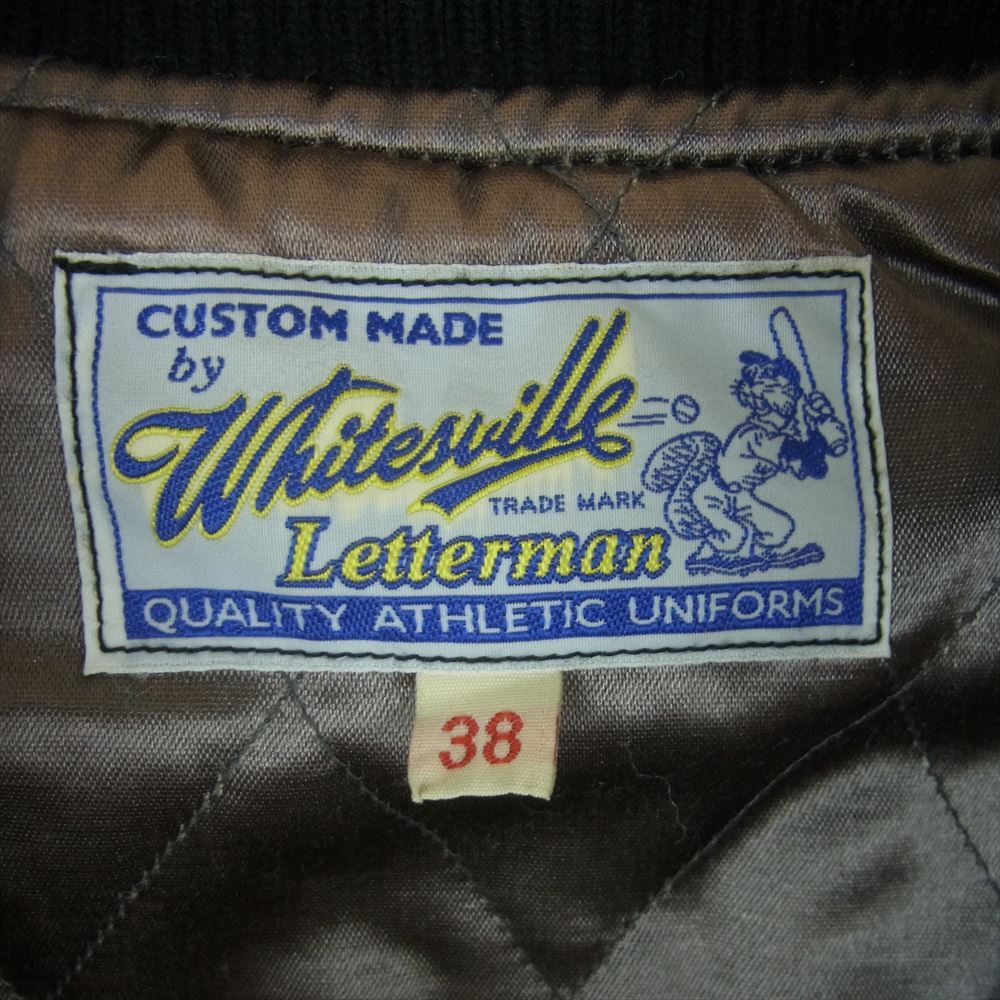 CUSTOM MADE
by
Whitesville
TRADE MARK
Letterman
QUALITY ATHLETIC UNIFORMS
38